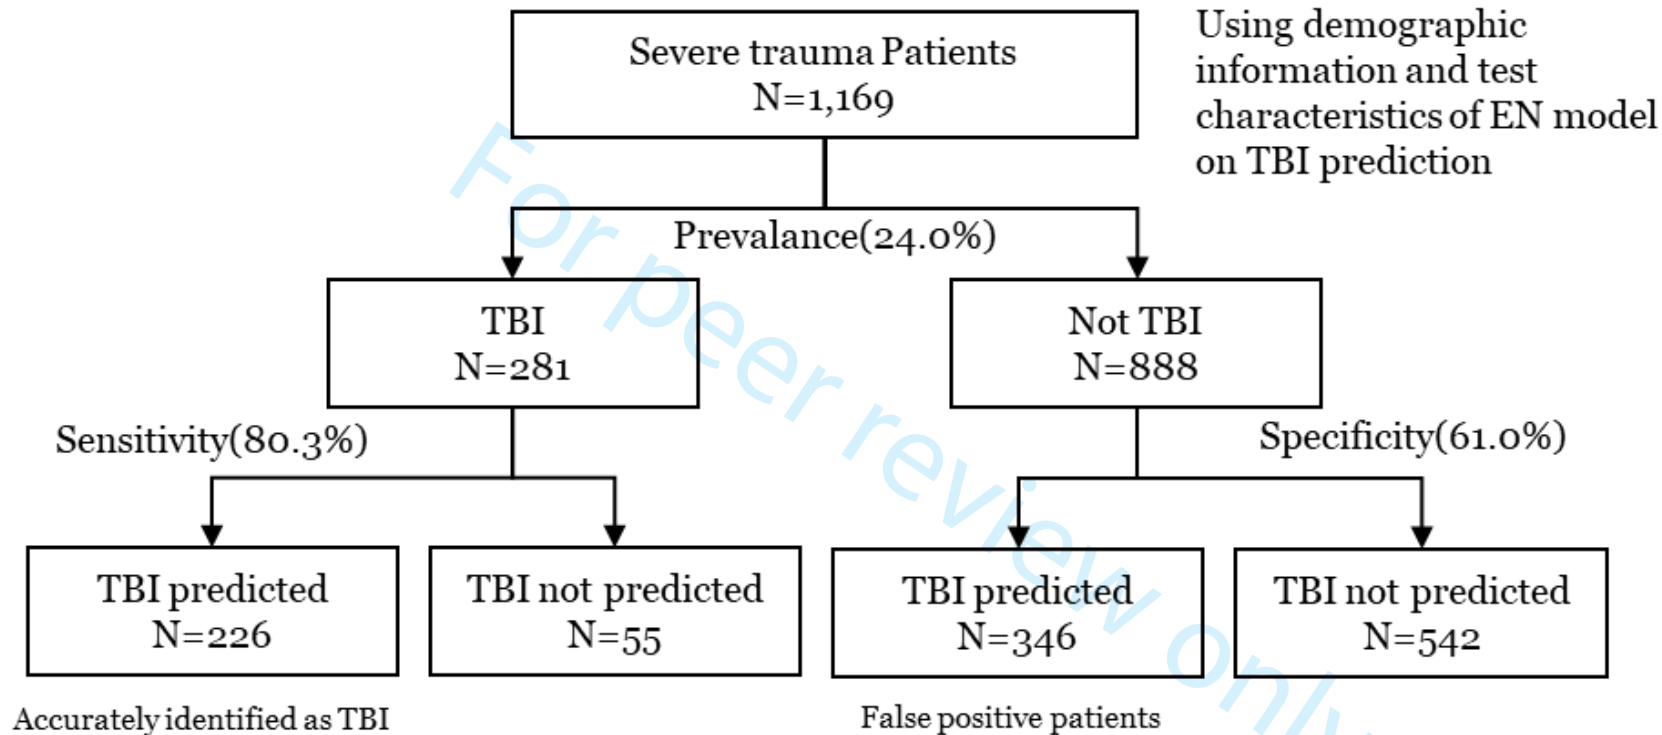 Severe trauma Patients
N=1,169
Using demographic
information and test
characteristics of EN model
on TBI prediction
Prevalance(24.0%)
TBI
N=281
Not TBI
N=888
Sensitivity(80.3%)
Specificity(61.0%)
TBI predicted
N=226
TBI not predicted
N=55
TBI predicted
N=346
TBI not predicted
N=542
Accurately identified as TBI
False positive patients
For peer review only